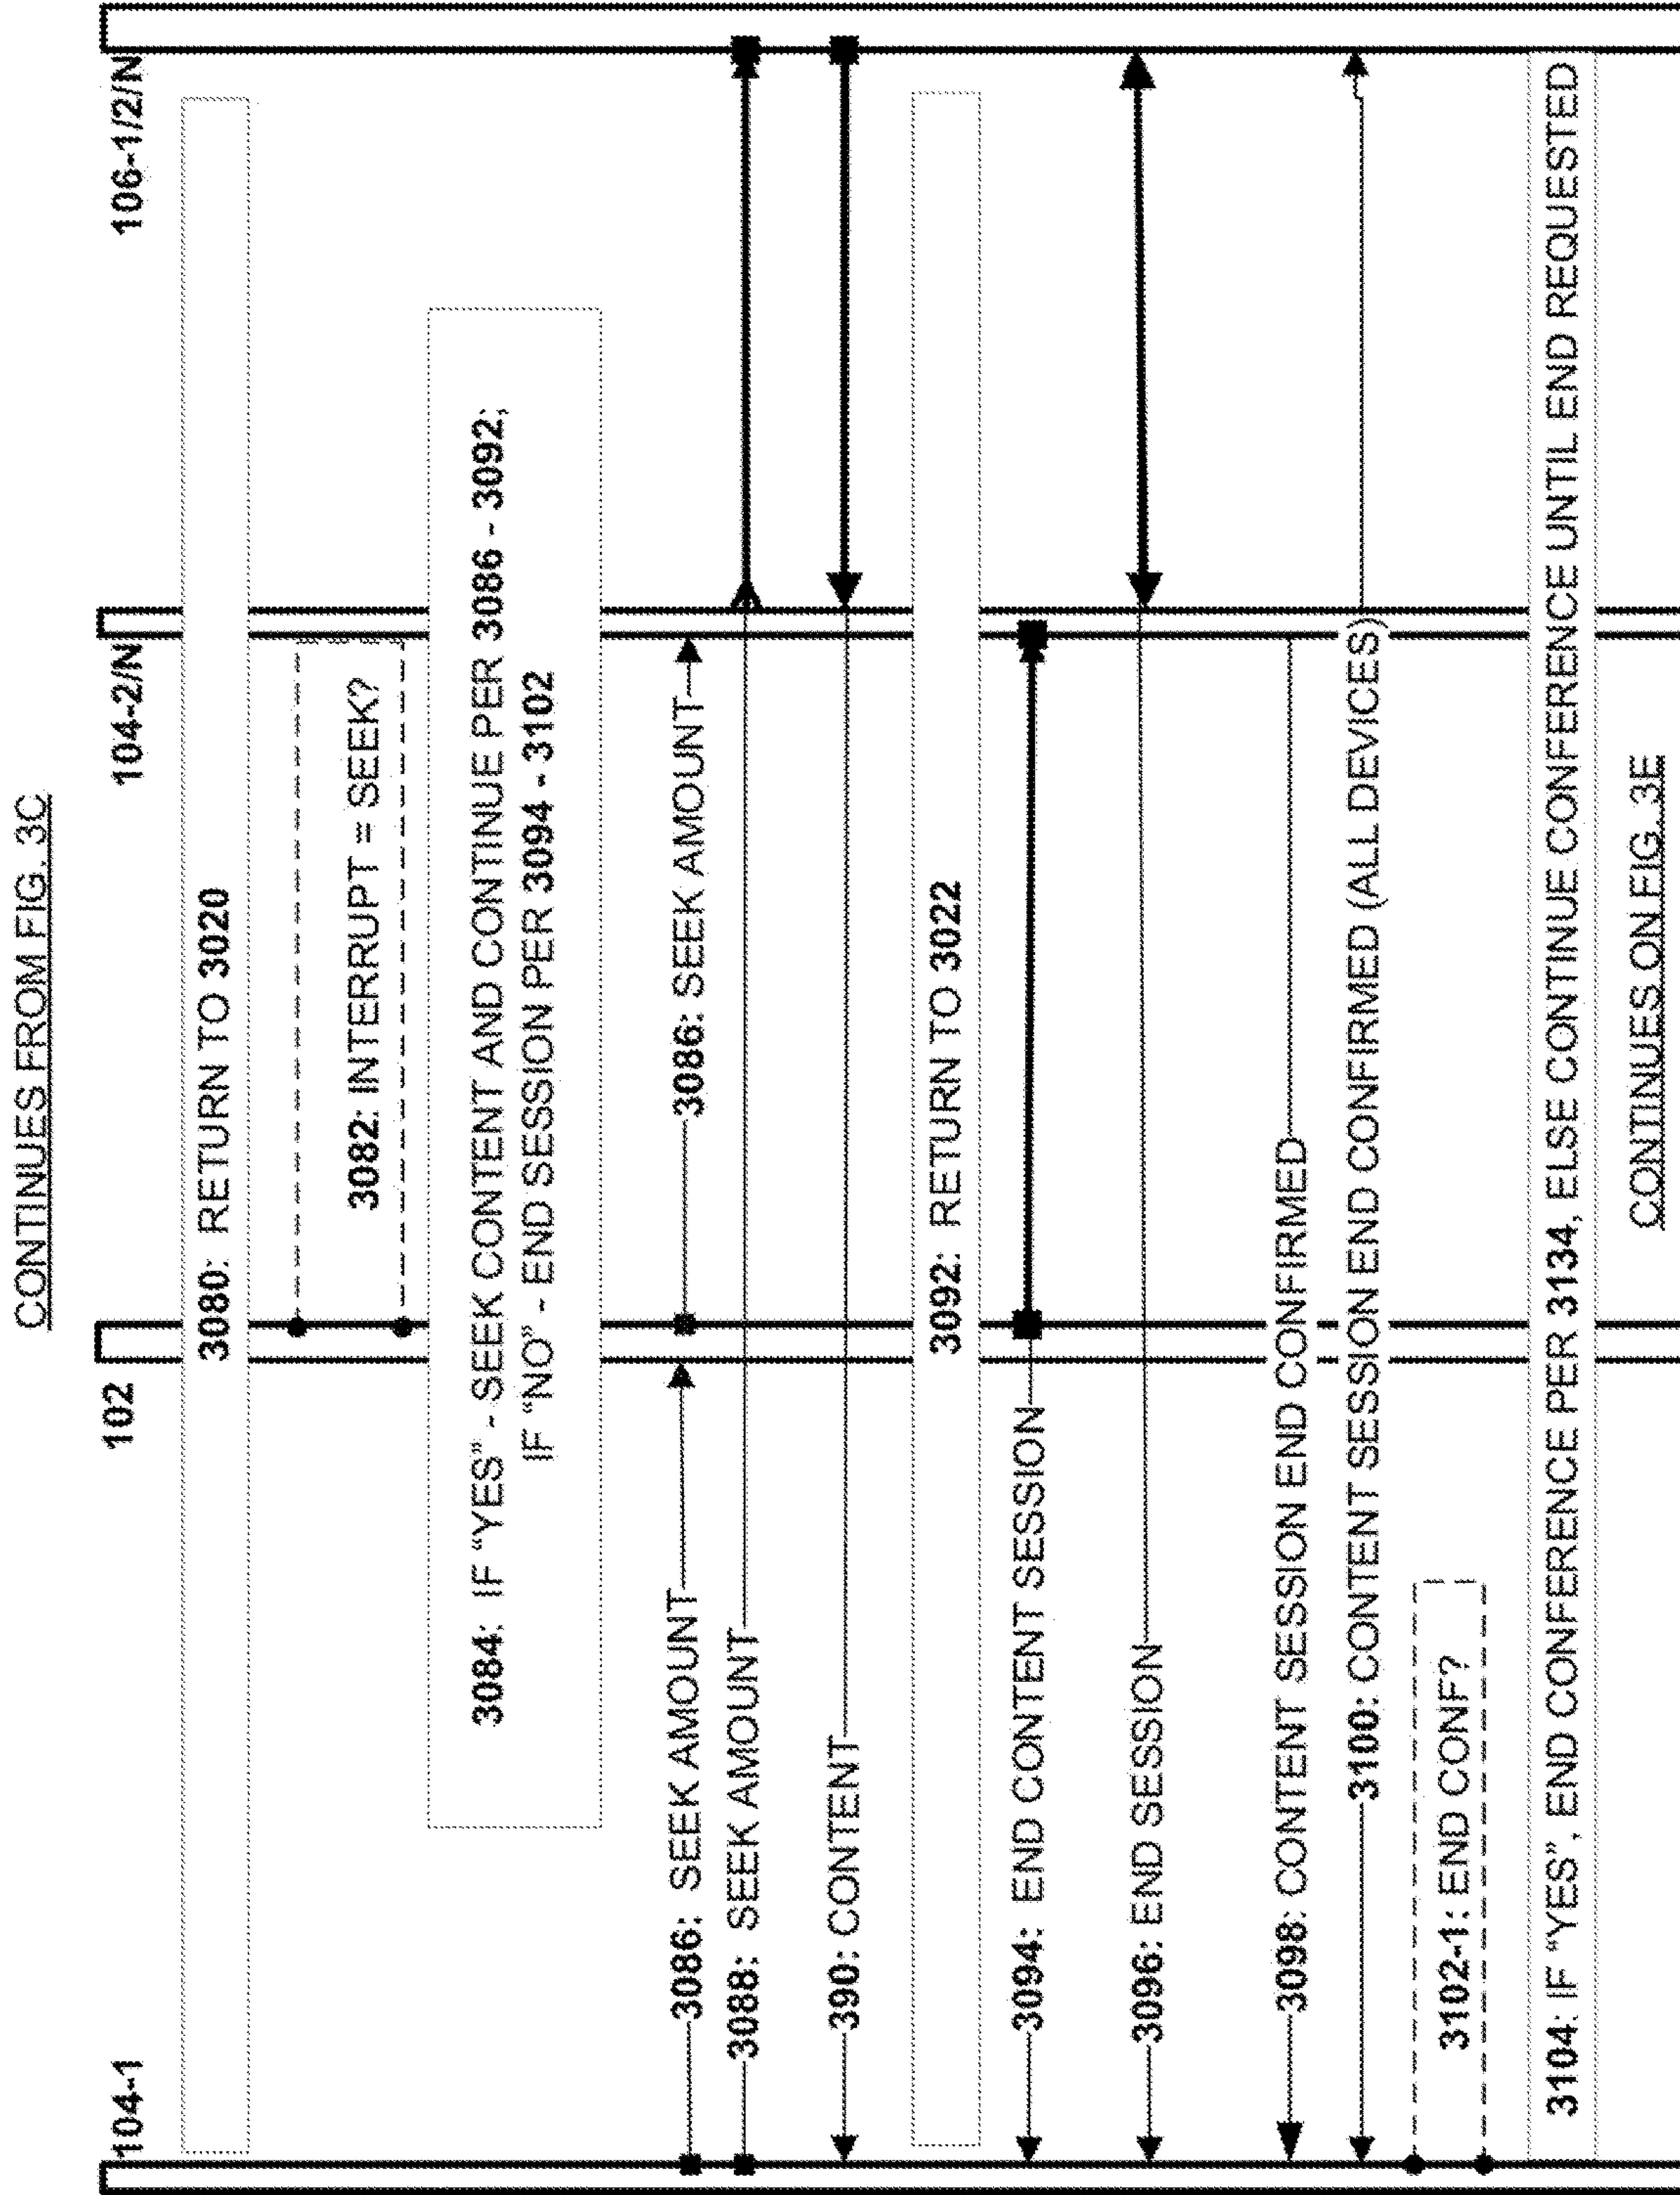 CONTINUES FROM FIG. 3C
104-1
102
104-2/N
106-1/2/N
3080: RETURN TO 3020
3082: INTERRUPT = SEEK?
3084: IF "YES" - SEEK CONTENT AND CONTINUE PER 3086 - 3092;
IF "NO" - END SESSION PER 3094 - 3102
3086: SEEK AMOUNT
3086: SEEK AMOUNT
3088: SEEK AMOUNT
390: CONTENT
3092: RETURN TO 3022
3094: END CONTENT SESSION
3096: END SESSION
3098: CONTENT SESSION END CONFIRMED
3100: CONTENT SESSION END CONFIRMED (ALL DEVICES)
3102-1: END CONF?
3104: IF "YES", END CONFERENCE PER 3134, ELSE CONTINUE CONFERENCE UNTIL END REQUESTED
CONTINUES ON FIG. 3E